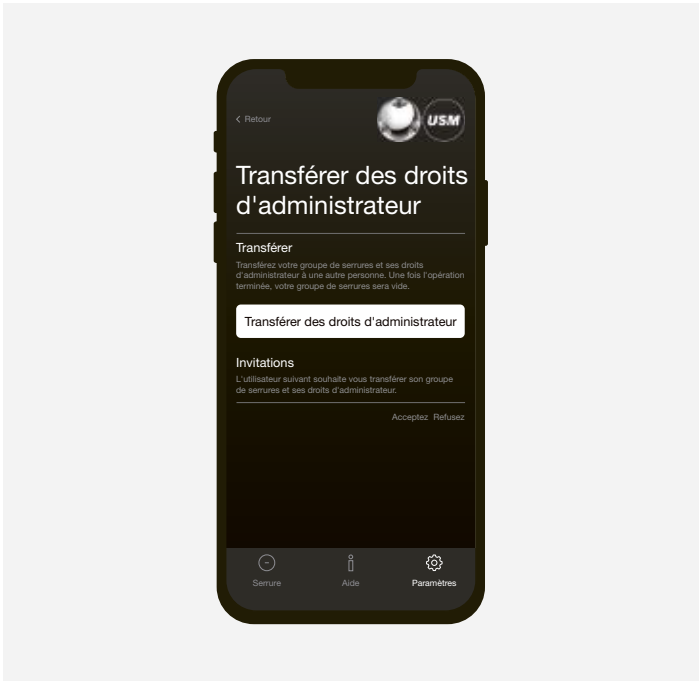 Retour
USM
Transférer des droits
d'administrateur
Transférer
Transférez votre groupe de serrures et ses droits
d'administrateur à une autre personne. Une fois l'opération
terminée, votre groupe de serrures sera vide.
Transférer des droits d'administrateur
Invitations
L'utilisateur suivant souhaite vous transférer son groupe
de serrures et ses droits d'administrateur.
Acceptez Refusez
Serrure Aide Paramètres